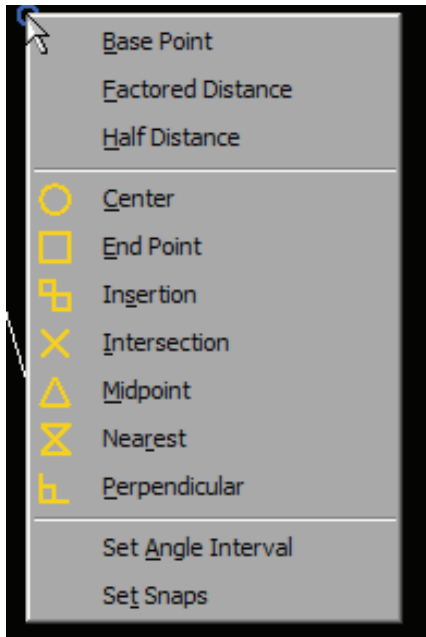 Base Point
Factored Distance
Half Distance
Center
End Point
Insertion
Intersection
Midpoint
Nearest
Perpendicular
Set Angle Interval
Set Snaps